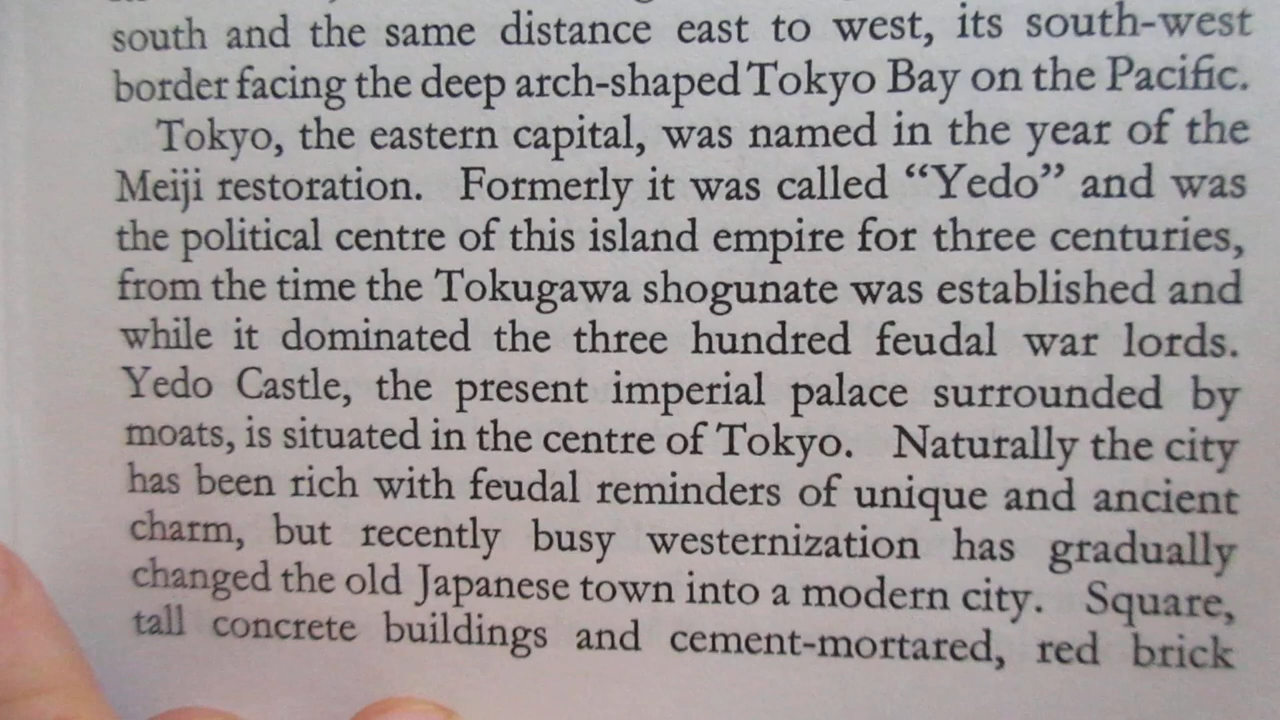 south and the same distance east to west, its south-west
border facing the deep arch-shaped Tokyo Bay on the Pacific.
Tokyo, the eastern capital, was named in the year of the
Meiji restoration. Formerly it was called “Yedo” and was
the political centre of this island empire for three centuries,
from the time the Tokugawa shogunate was established and
while it dominated the three hundred feudal war lords.
Yedo Castle, the present imperial palace surrounded by
moats, is situated in the centre of Tokyo. Naturally the city
has been rich with feudal reminders of unique and ancient
charm, but recently busy westernization has gradually
changed the old Japanese town into a modern city. Square,
tall concrete buildings and cement-mortared, red brick